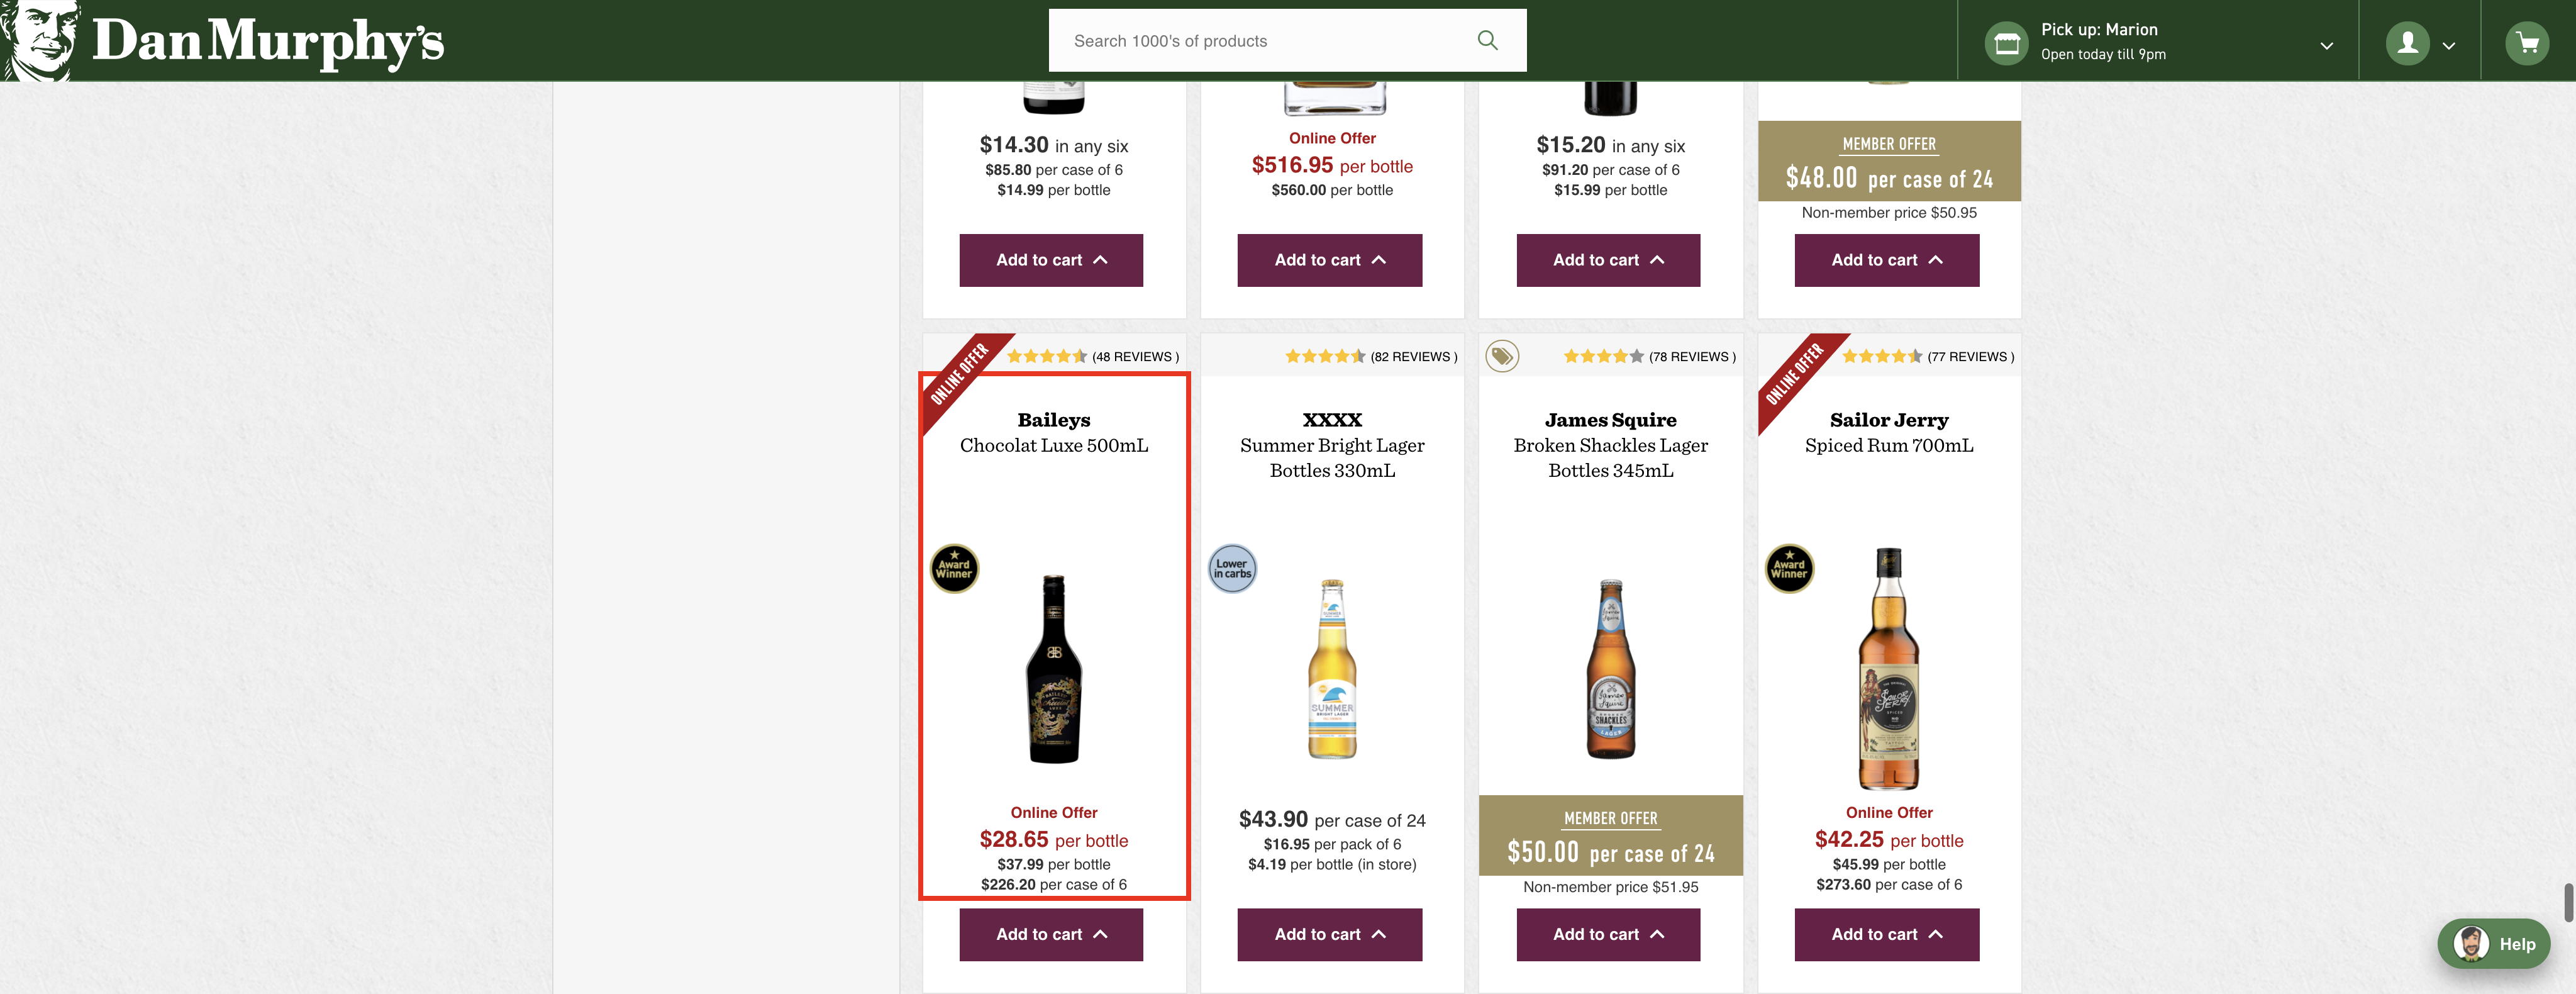 Dan Murphy's
Search 1000's of products
Pick up: Marion
Open today till 9pm
$14.30 in any six
$85.80 per case of 6
$14.99 per bottle
Add to cart
Online Offer
$516.95 per bottle
$560.00 per bottle
Add to cart
$15.20 in any six
$91.20 per case of 6
$15.99 per bottle
Add to cart
MEMBER OFFER
$48.00 per case of 24
Non-member price $50.95
Add to cart
ONLINE OFFER
(48 REVIEWS )
Baileys
Chocolat Luxe 500mL
Award
Winner
Online Offer
$28.65 per bottle
$37.99 per bottle
$226.20 per case of 6
Add to cart
(82 REVIEWS )
XXXX
Summer Bright Lager
Bottles 330mL
Lower
in carbs
SUMMER
BRIGHT LAGER
$43.90 per case of 24
$16.95 per pack of 6
$4.19 per bottle (in store)
Add to cart
(78 REVIEWS )
James Squire
Broken Shackles Lager
Bottles 345mL
James
Squire
SHACKLES
LAGER
MEMBER OFFER
$50.00 per case of 24
Non-member price $51.95
Add to cart
ONLINE OFFER
(77 REVIEWS )
Sailor Jerry
Spiced Rum 700mL
Award
Winner
Sailor
Jerry
SPICED
Online Offer
$42.25 per bottle
$45.99 per bottle
$273.60 per case of 6
Add to cart
Help